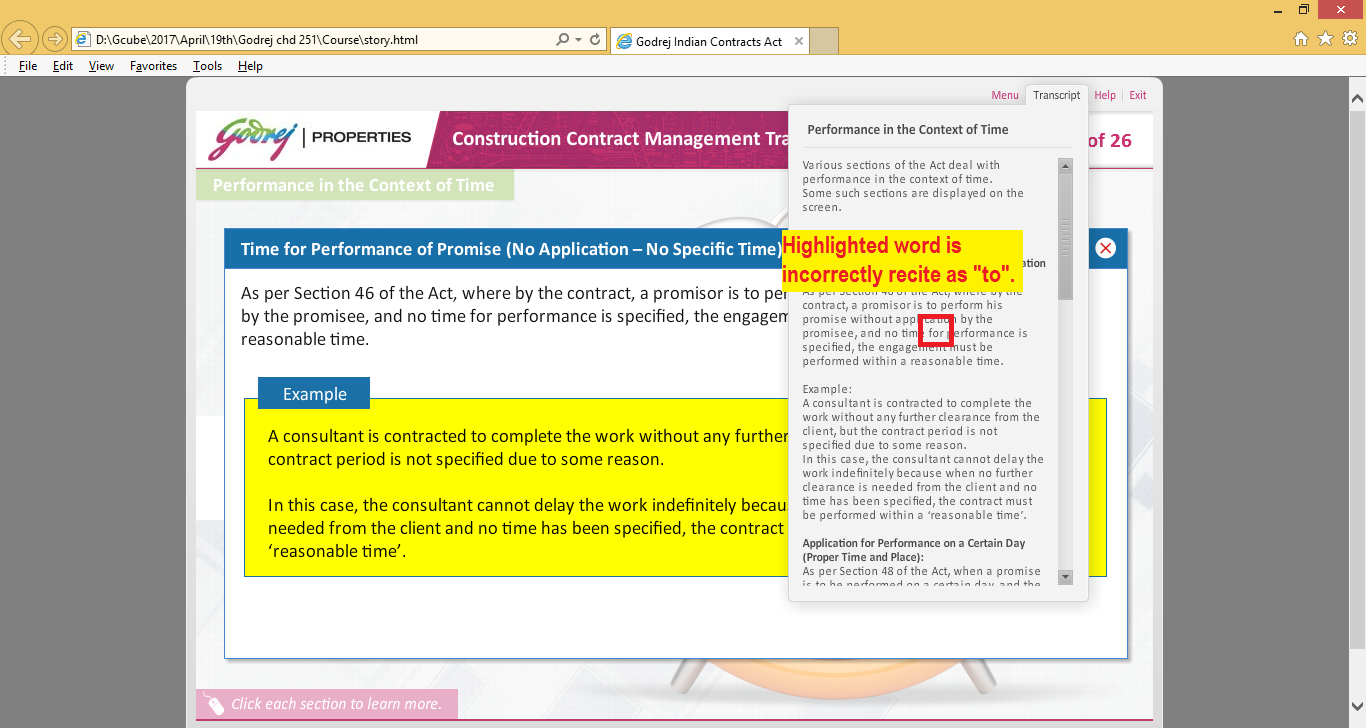 D:\Gcube\2017\April\19th\Godrej chd 251\Course\story.html
Godrej Indian Contracts Act
File Edit View Favorites Tools Help
Menu Transcript Help Exit
Godrej | PROPERTIES
Construction Contract Management Tra
of 26
Performance in the Context of Time
Time for Performance of Promise (No Application – No Specific Time)
As per Section 46 of the Act, where by the contract, a promisor is to per
by the promisee, and no time for performance is specified, the engagem
reasonable time.
Example
A consultant is contracted to complete the work without any further
contract period is not specified due to some reason.
In this case, the consultant cannot delay the work indefinitely becau
needed from the client and no time has been specified, the contract
‘reasonable time’.
Performance in the Context of Time
Various sections of the Act deal with
performance in the context of time.
Some such sections are displayed on the
screen.
Highlighted word is
incorrectly recite as "to".
ation
As per Section 46 of the Act, where by the
contract, a promisor is to perform his
promise without application by the
promisee, and no time for performance is
specified, the engagement must be
performed within a reasonable time.
Example:
A consultant is contracted to complete the
work without any further clearance from the
client, but the contract period is not
specified due to some reason.
In this case, the consultant cannot delay the
work indefinitely because when no further
clearance is needed from the client and no
time has been specified, the contract must
be performed within a ‘reasonable time’.
Application for Performance on a Certain Day
(Proper Time and Place):
As per Section 48 of the Act, when a promise
is to be performed on a certain day, and the
Click each section to learn more.